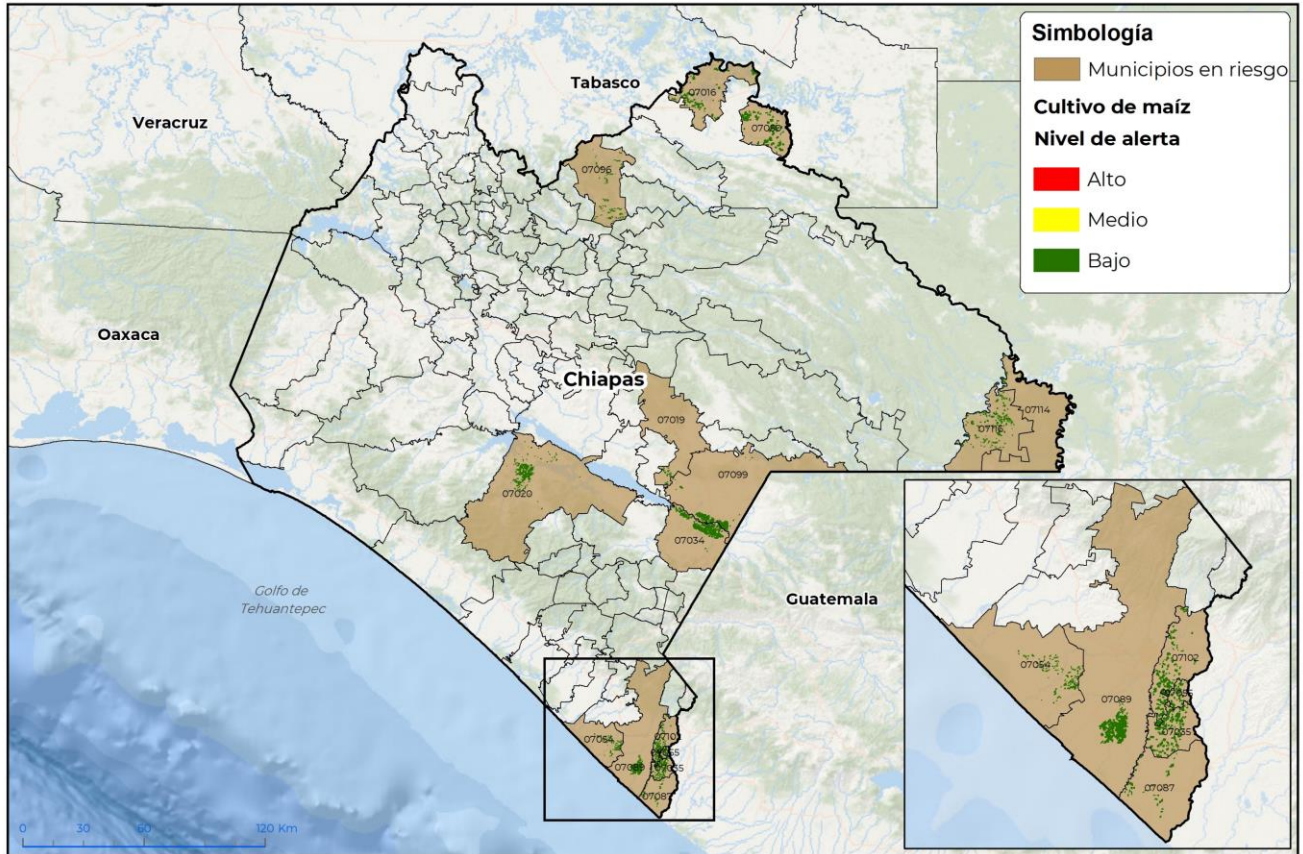 Simbología
Municipios en riesgo
Cultivo de maíz
Nivel de alerta
Alto
Medio
Bajo
Tabasco
Veracruz
Oaxaca
Chiapas
Guatemala
Golfo de
Tehuantepec
07016
07096
07019
07114
07099
07020
07034
07054
07087
07102
07054
07089
07035
07087
0 30 60 120 Km